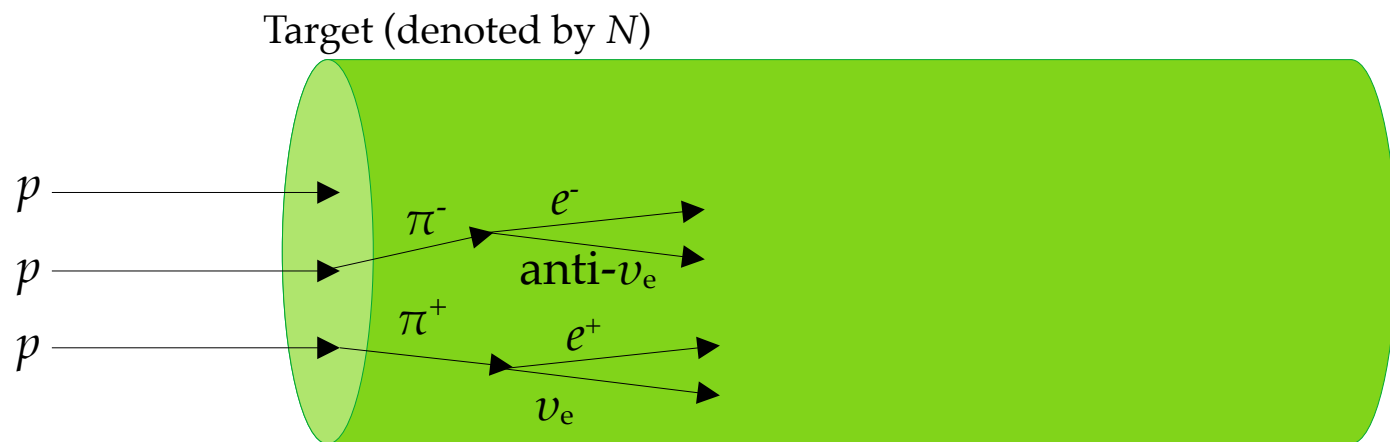 Target (denoted by N)
p
p
p
π⁻
e⁻
anti-νₑ
π⁺
e⁺
νₑ